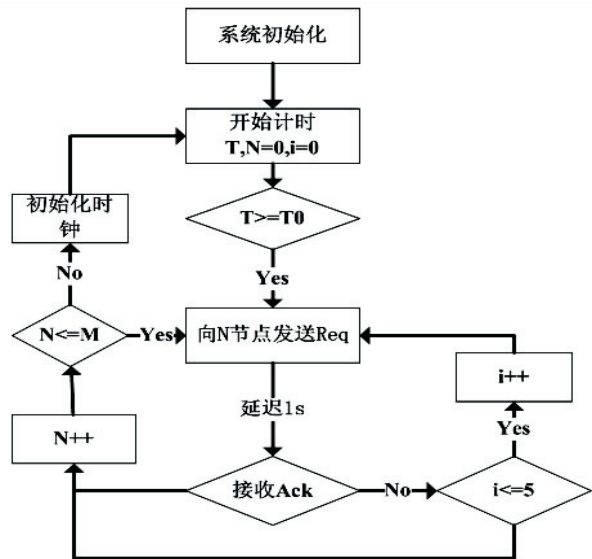 系统初始化
开始计时
T,N=0,i=0
初始化时
钟
T>=T0
No
Yes
N<=M
Yes
向N节点发送Req
i++
延迟1s
N++
Yes
接收Ack
No
i<=5